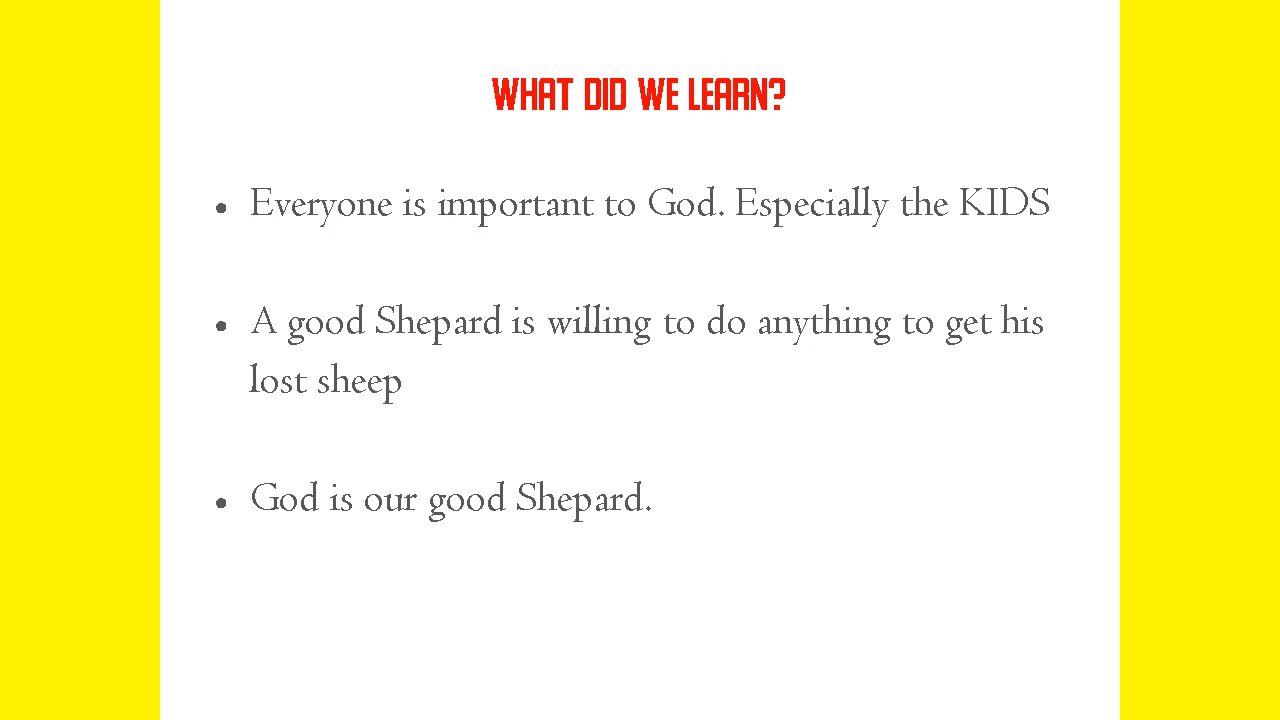 WHAT DID WE LEARN?
• Everyone is important to God. Especially the KIDS
• A good Shepard is willing to do anything to get his
lost sheep
• God is our good Shepard.